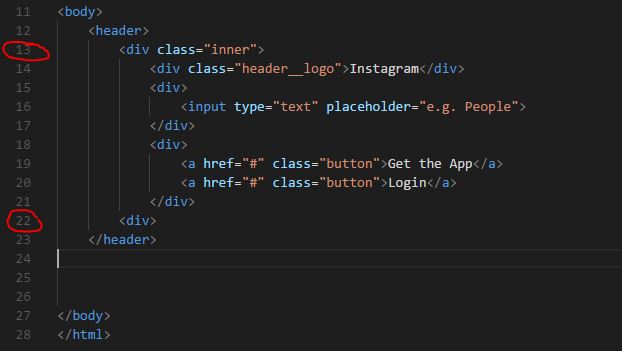 11 <body>
12     <header>
13         <div class="inner">
14             <div class="header__logo">Instagram</div>
15             <div>
16                 <input type="text" placeholder="e.g. People">
17             </div>
18             <div>
19                 <a href="#" class="button">Get the App</a>
20                 <a href="#" class="button">Login</a>
21             </div>
22         <div>
23     </header>
24
25
26
27 </body>
28 </html>